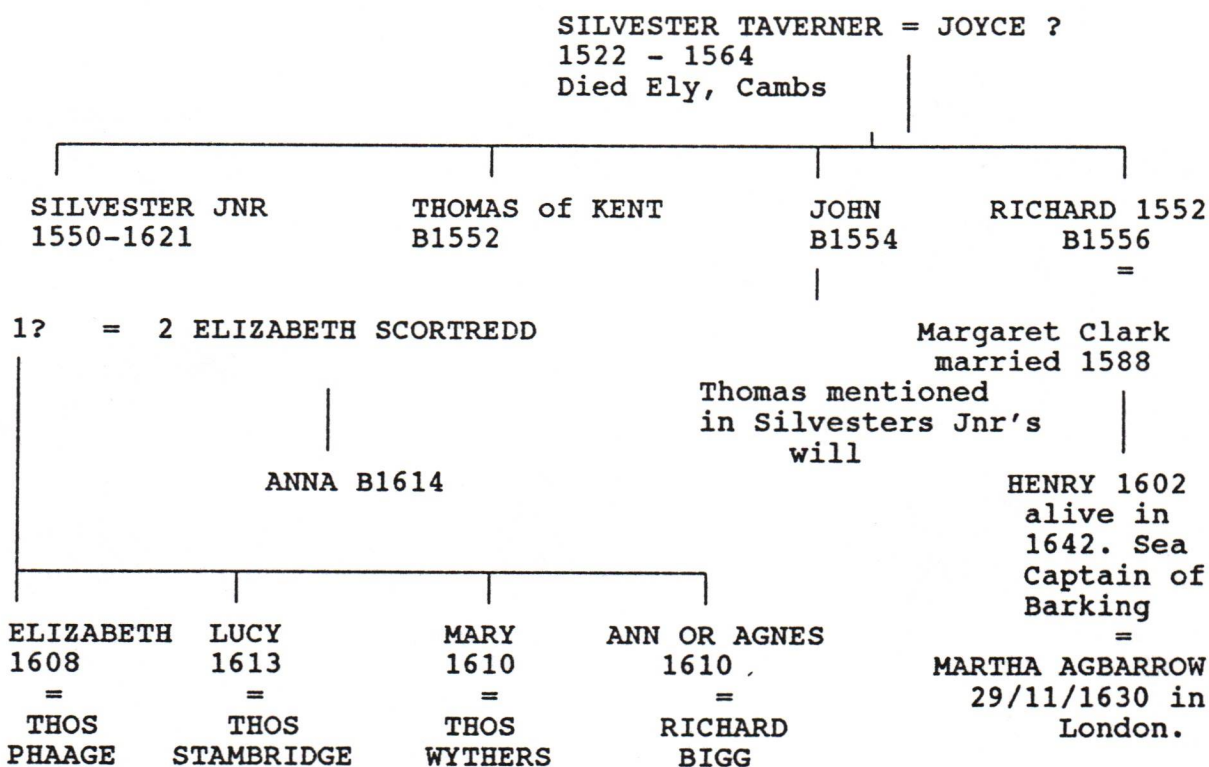 SILVESTER TAVERNER = JOYCE ?
1522 - 1564
Died Ely, Cambs
SILVESTER JNR
1550-1621
THOMAS of KENT
B1552
JOHN
B1554
RICHARD 1552
B1556
=
1? = 2 ELIZABETH SCORTREDD
Margaret Clark
married 1588
Thomas mentioned
in Silvesters Jnr's
will
ANNA B1614
HENRY 1602
alive in
1642. Sea
Captain of
Barking
=
MARTHA AGBARROW
29/11/1630 in
London.
ELIZABETH
1608
=
THOS
PHAAGE
LUCY
1613
=
THOS
STAMBRIDGE
MARY
1610
=
THOS
WYTHERS
ANN OR AGNES
1610
=
RICHARD
BIGG